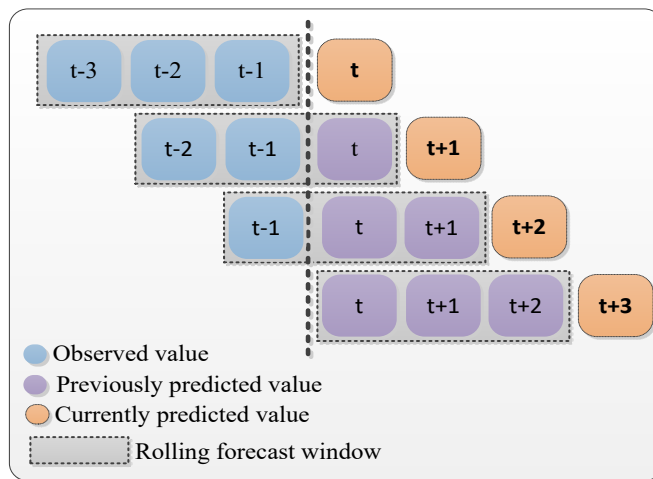 t-3 t-2 t-1 t
t-2 t-1 t t+1
t-1 t t+1 t+2
t t+1 t+2 t+3
Observed value
Previously predicted value
Currently predicted value
Rolling forecast window